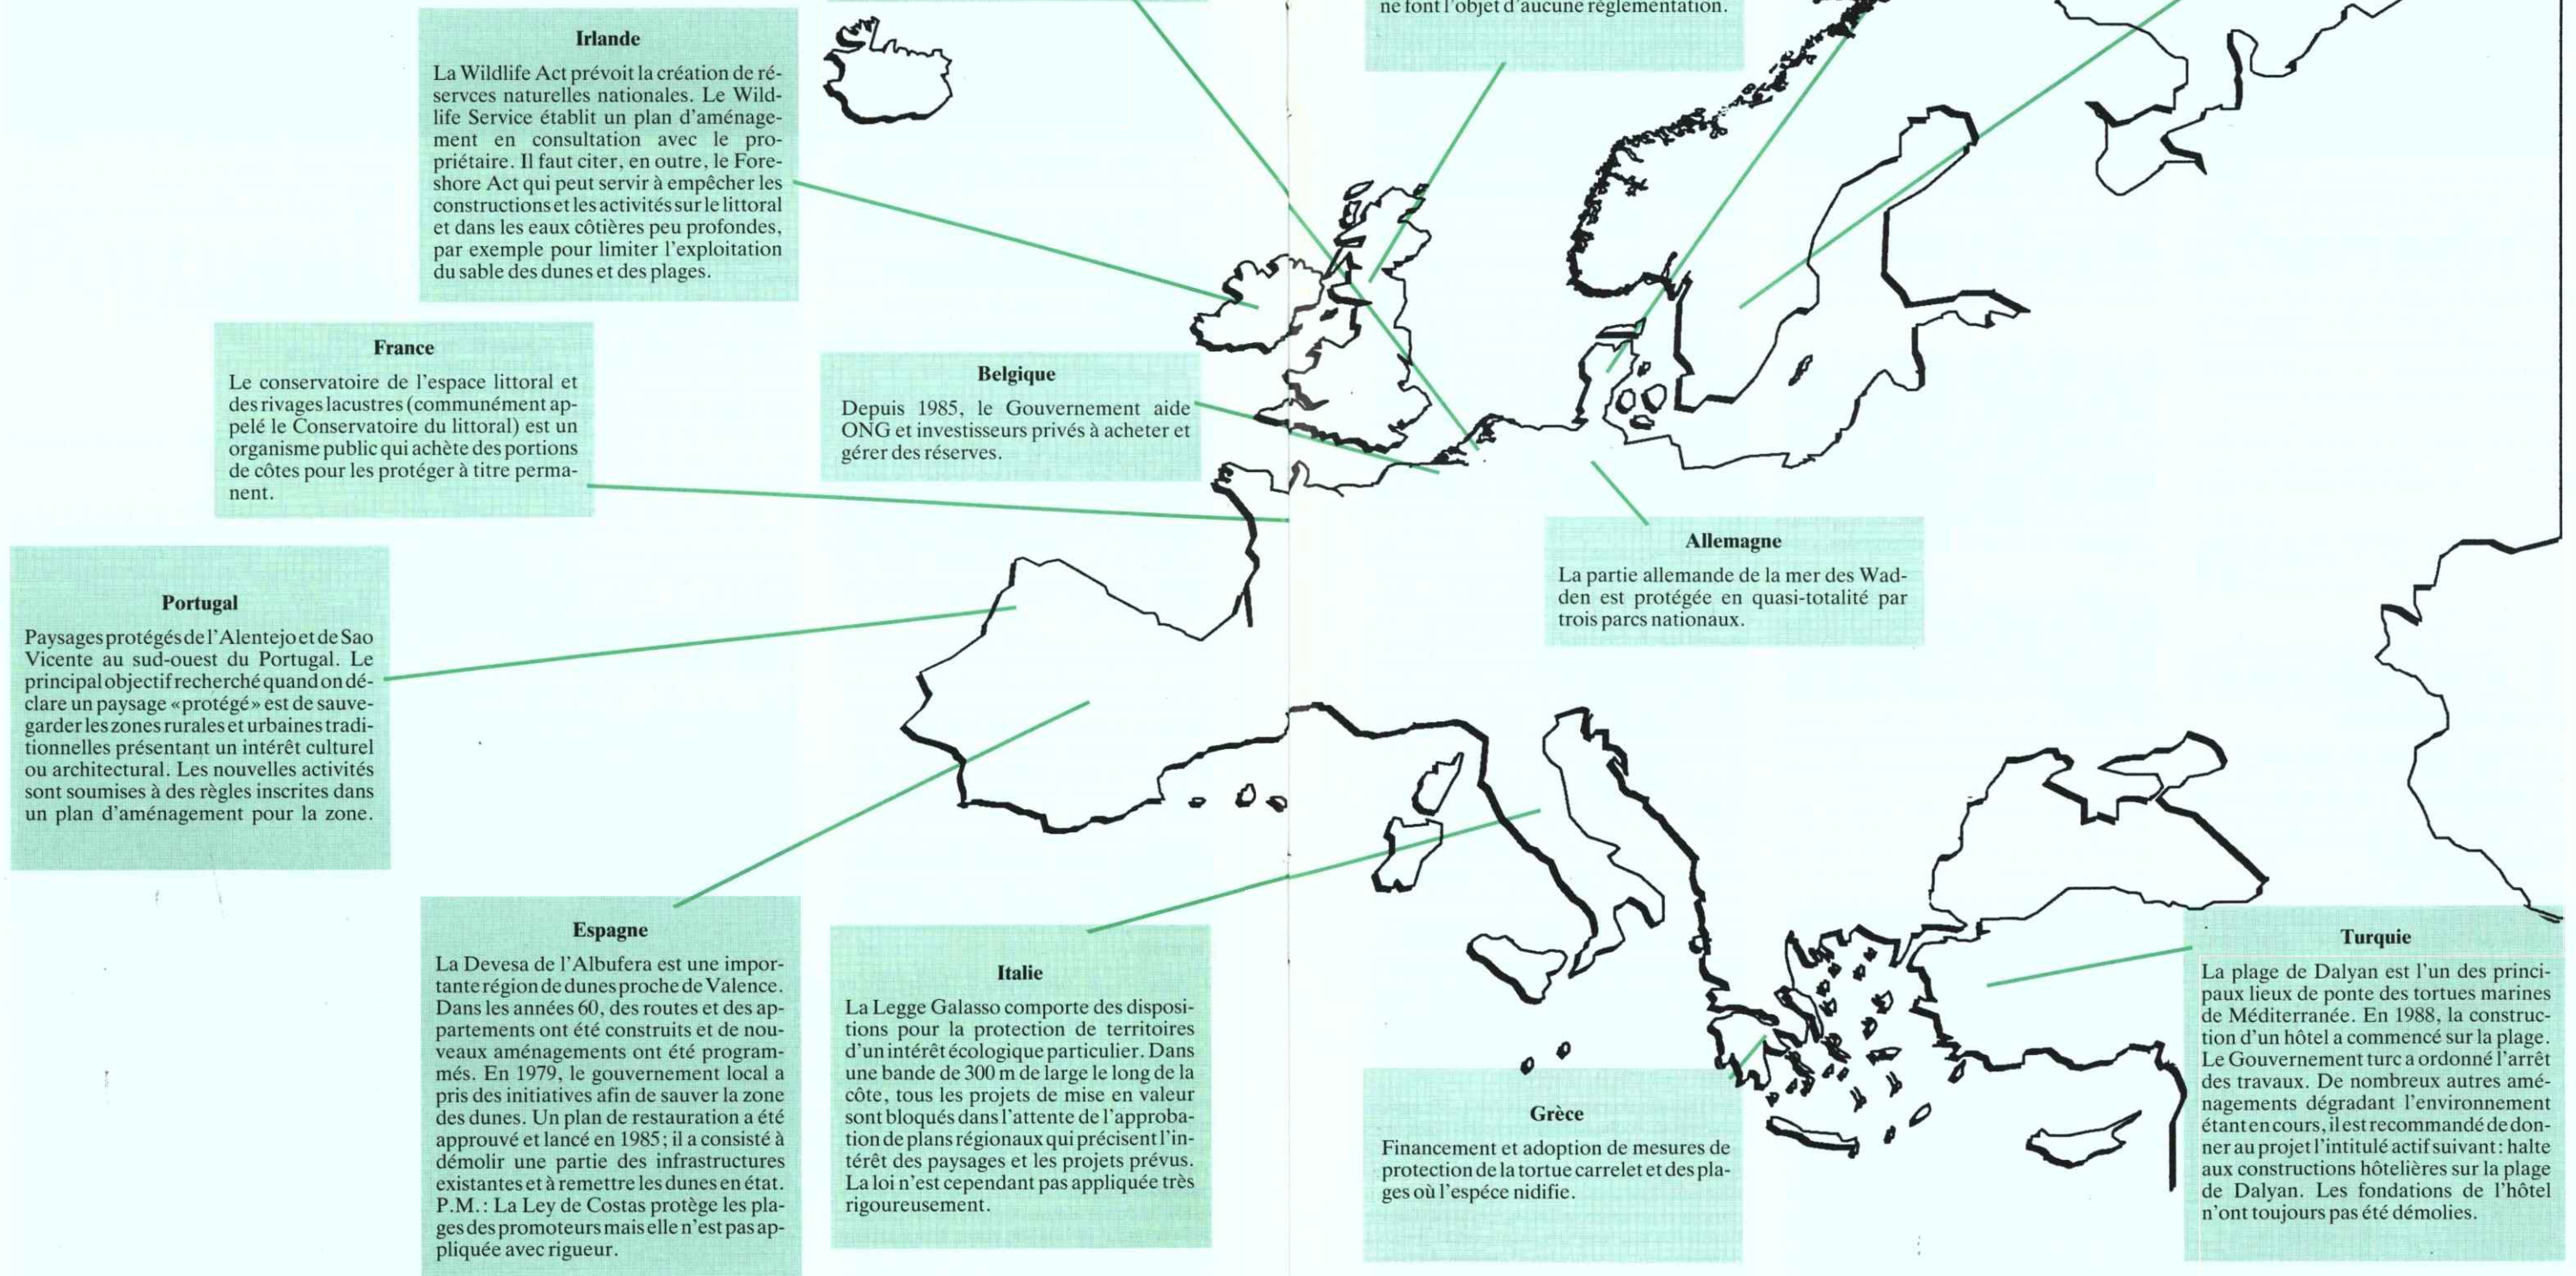 ne font l'objet d'aucune réglementation.
Irlande
La Wildlife Act prévoit la création de ré-
servces naturelles nationales. Le Wild-
life Service établit un plan d'aménage-
ment en consultation avec le pro-
priétaire. Il faut citer, en outre, le Fore-
shore Act qui peut servir à empêcher les
constructions et les activités sur le littoral
et dans les eaux côtières peu profondes,
par exemple pour limiter l'exploitation
du sable des dunes et des plages.
France
Le conservatoire de l'espace littoral et
des rivages lacustres (communément ap-
pelé le Conservatoire du littoral) est un
organisme public qui achète des portions
de côtes pour les protéger à titre perma-
nent.
Belgique
Depuis 1985, le Gouvernement aide
ONG et investisseurs privés à acheter et
gérer des réserves.
Allemagne
La partie allemande de la mer des Wad-
den est protégée en quasi-totalité par
trois parcs nationaux.
Portugal
Paysages protégés de l'Alentejo et de Sao
Vicente au sud-ouest du Portugal. Le
principal objectif recherché quand on dé-
clare un paysage «protégé» est de sauve-
garder les zones rurales et urbaines tradi-
tionnelles présentant un intérêt culturel
ou architectural. Les nouvelles activités
sont soumises à des règles inscrites dans
un plan d'aménagement pour la zone.
Espagne
La Devesa de l'Albufera est une impor-
tante région de dunes proche de Valence.
Dans les années 60, des routes et des ap-
partements ont été construits et de nou-
veaux aménagements ont été program-
més. En 1979, le gouvernement local a
pris des initiatives afin de sauver la zone
des dunes. Un plan de restauration a été
approuvé et lancé en 1985; il a consisté à
démolir une partie des infrastructures
existantes et à remettre les dunes en état.
P.M.: La Ley de Costas protège les pla-
ges des promoteurs mais elle n'est pas ap-
pliquée avec rigueur.
Italie
La Legge Galasso comporte des disposi-
tions pour la protection de territoires
d'un intérêt écologique particulier. Dans
une bande de 300 m de large le long de la
côte, tous les projets de mise en valeur
sont bloqués dans l'attente de l'approba-
tion de plans régionaux qui précisent l'in-
térêt des paysages et les projets prévus.
La loi n'est cependant pas appliquée très
rigoureusement.
Grèce
Financement et adoption de mesures de
protection de la tortue carrelet et des pla-
ges où l'espéce nidifie.
Turquie
La plage de Dalyan est l'un des princi-
paux lieux de ponte des tortues marines
de Méditerranée. En 1988, la construc-
tion d'un hôtel a commencé sur la plage.
Le Gouvernement turc a ordonné l'arrêt
des travaux. De nombreux autres amé-
nagements dégradant l'environnement
étant en cours, il est recommandé de don-
ner au projet l'intitulé actif suivant: halte
aux constructions hôtelières sur la plage
de Dalyan. Les fondations de l'hôtel
n'ont toujours pas été démolies.